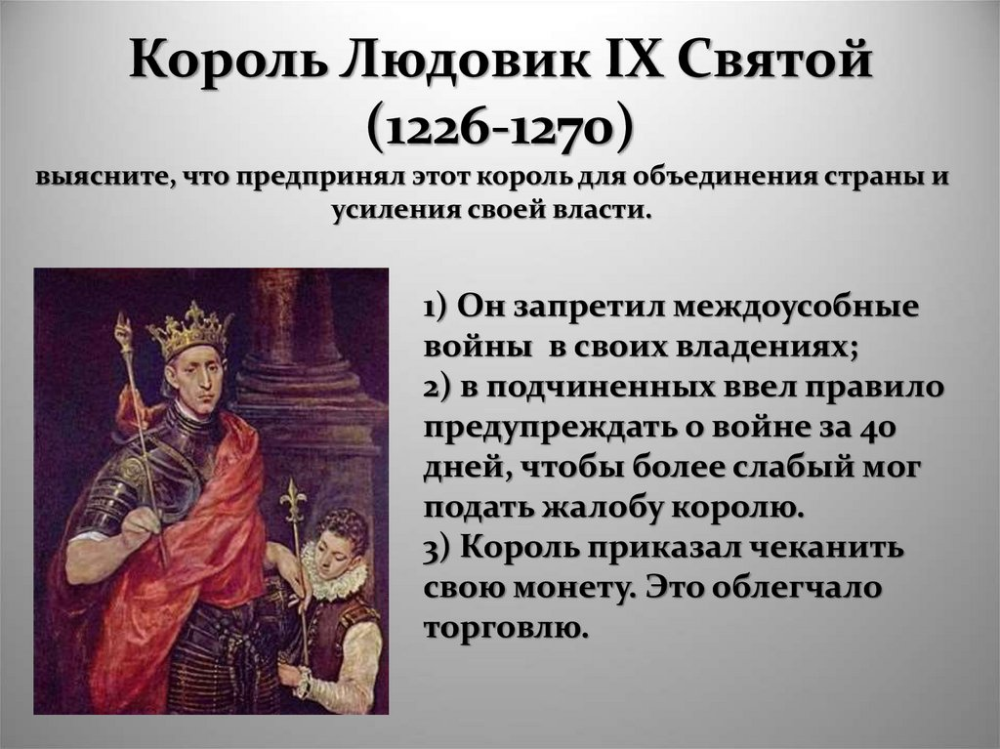 Король Людовик IX Святой
(1226-1270)
выясните, что предпринял этот король для объединения страны и
усиления своей власти.
1) Он запретил междоусобные
войны в своих владениях;
2) в подчиненных ввел правило
предупреждать о войне за 40
дней, чтобы более слабый мог
подать жалобу королю.
3) Король приказал чеканить
свою монету. Это облегчало
торговлю.